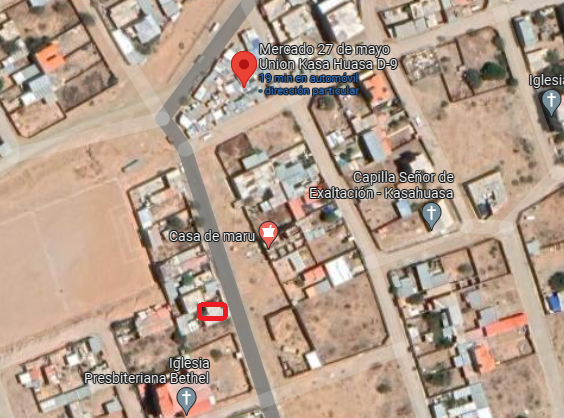 Mercado 27 de mayo
Union Kasa Huasa D-9
19 min en automóvil
- dirección particular
Iglesia
Capilla Señor de
Exaltación - Kasahuasa
Casa de maru
Iglesia
Presbiteriana Bethel